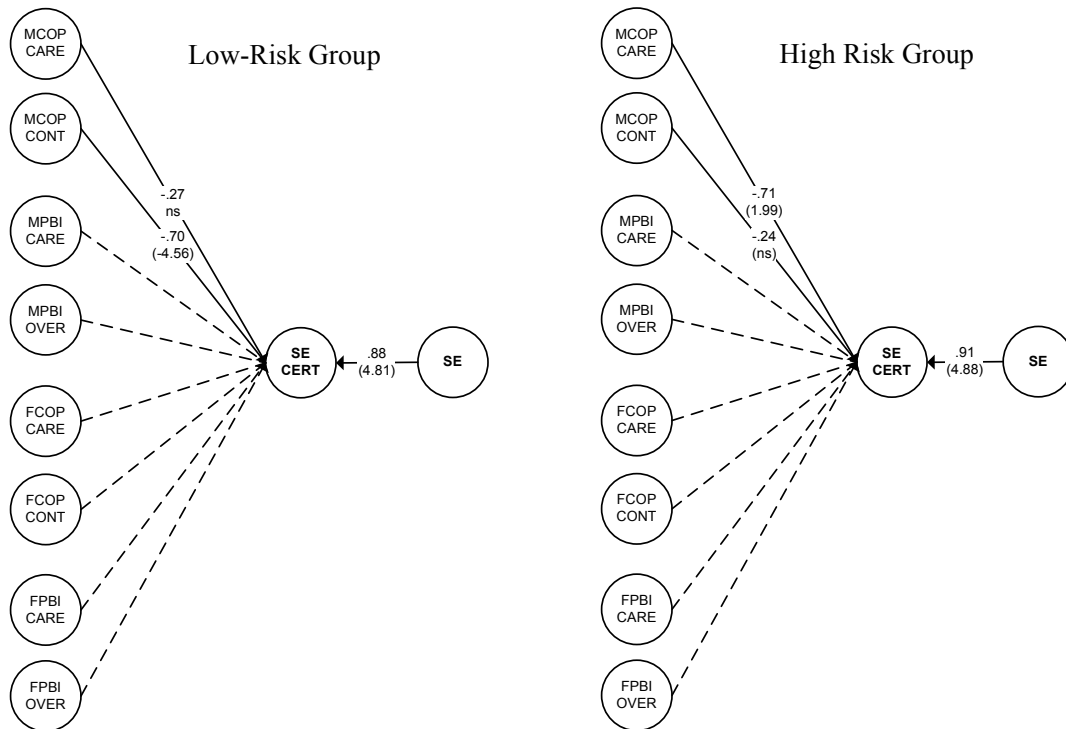 Low-Risk Group
MCOP
CARE
MCOP
CONT
MPBI
CARE
MPBI
OVER
FCOP
CARE
FCOP
CONT
FPBI
CARE
FPBI
OVER
-.27
ns
-.70
(-4.56)
SE
CERT
.88
(4.81)
SE
High Risk Group
MCOP
CARE
MCOP
CONT
MPBI
CARE
MPBI
OVER
FCOP
CARE
FCOP
CONT
FPBI
CARE
FPBI
OVER
-.71
(1.99)
-.24
(ns)
SE
CERT
.91
(4.88)
SE